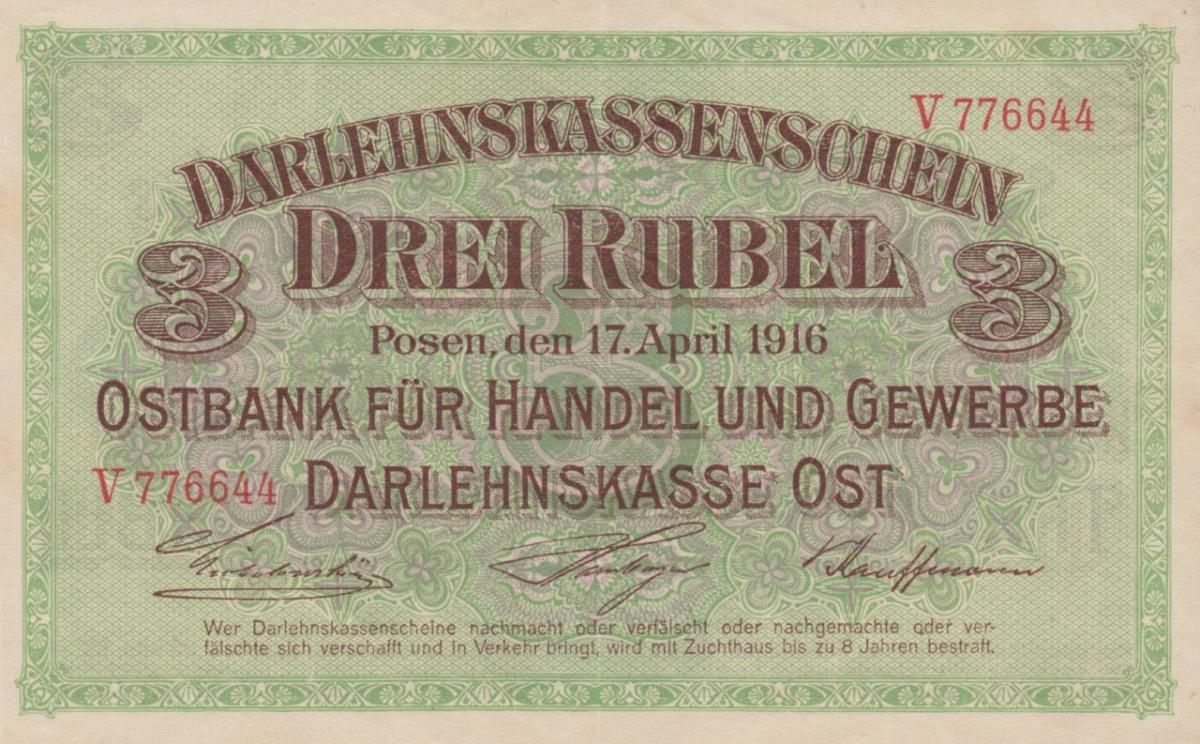 V 776644
DARLEHNSKASSENSCHEIN
DREI RUBEL
3 3
Posen, den 17. April 1916
OSTBANK FÜR HANDEL UND GEWERBE
V 776644 DARLEHNSKASSE OST
Kauffmann
Wer Darlehnskassenscheine nachmacht oder verfälscht oder nachgemachte oder ver-
fälschte sich verschafft und in Verkehr bringt, wird mit Zuchthaus bis zu 8 Jahren bestraft.